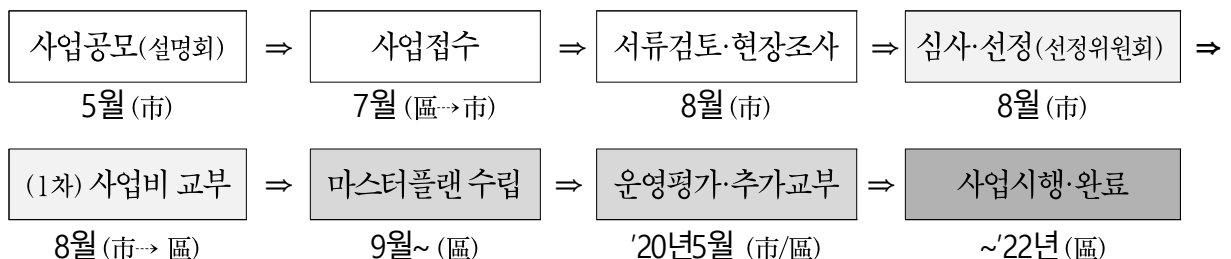 사업공모(설명회) ⇒ 사업접수 ⇒ 서류검토·현장조사 ⇒ 심사·선정(선정위원회) ⇒
5월 (市) 7월 (區⇢市) 8월 (市) 8월 (市)
(1차) 사업비 교부 ⇒ 마스터플랜 수립 ⇒ 운영평가·추가교부 ⇒ 사업시행·완료
8월 (市⇢ 區) 9월~ (區) '20년5월 (市/區) ~'22년 (區)